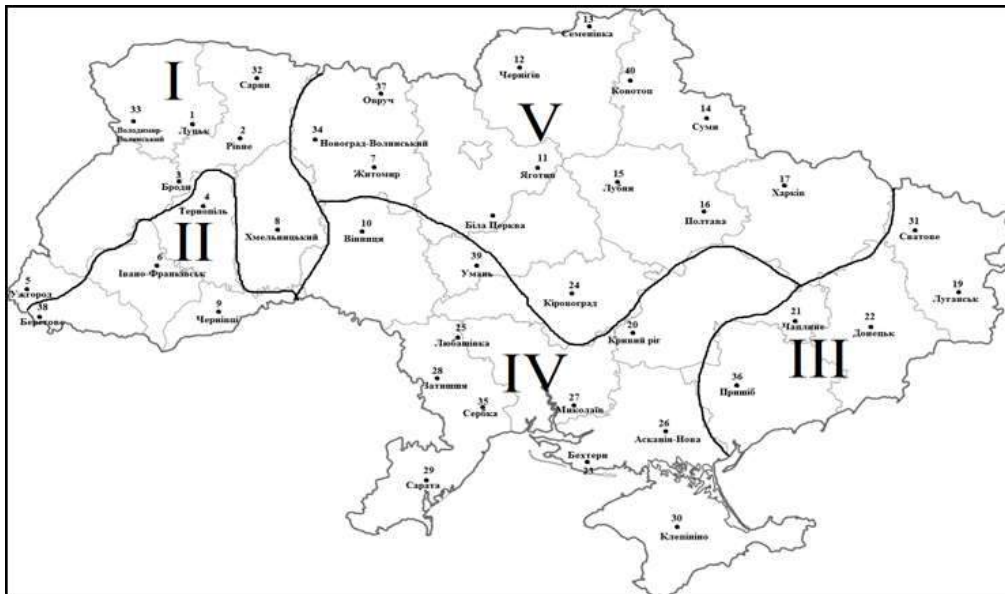 13
Семенівка
12
Чернігів
32
Сарни
37
Овруч
40
Конотоп
I
33
Володимир-
Волинський
1
Луцьк
2
Рівне
34
Новоград-Волинський
V
14
Суми
7
Житомир
11
Яготин
15
Лубни
17
Харків
3
Броди
4
Тернопіль
16
Полтава
II
8
Хмельницький
10
Вінниця
Біла Церква
31
Сватове
6
Івано-Франківськ
39
Умань
5
Ужгород
24
Кіровоград
19
Луганськ
38
Берегове
9
Чернівці
25
Любашівка
20
Кривий ріг
21
Чаплине
22
Донецьк
III
28
Затишшя
IV
36
Пришіб
35
Сербка
27
Миколаїв
26
Асканія-Нова
Бехтери
23
29
Сарата
30
Клепініно